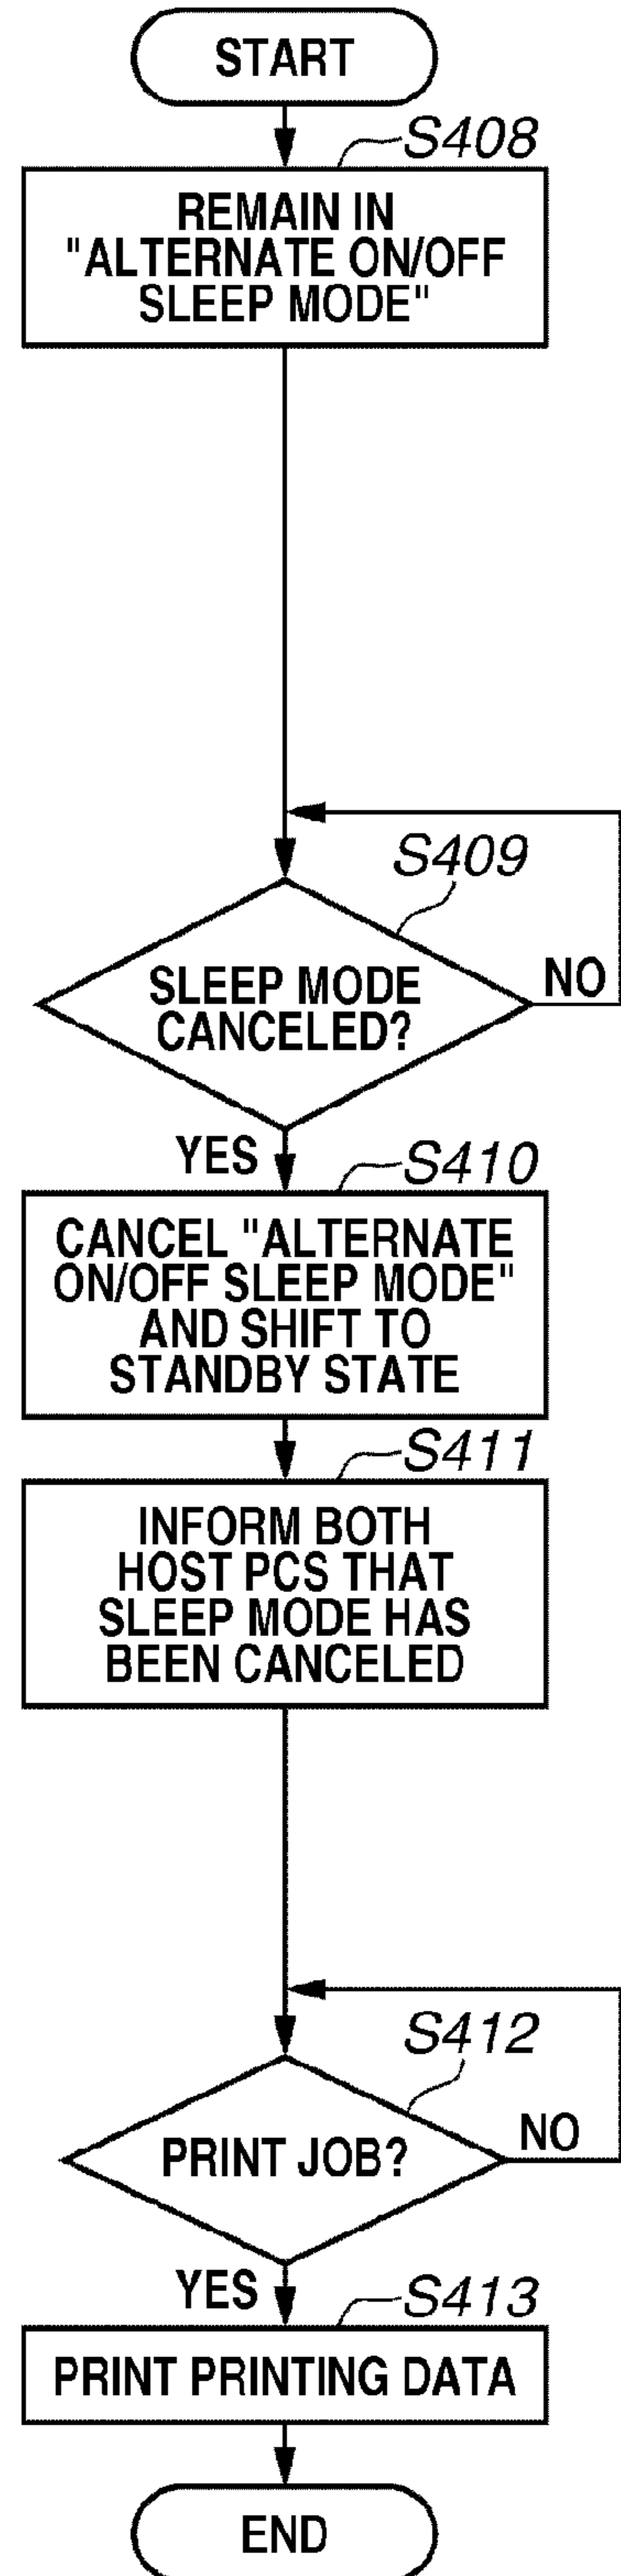 START
S408
REMAIN IN
"ALTERNATE ON/OFF
SLEEP MODE"
S409
SLEEP MODE
CANCELED?
NO
YES
S410
CANCEL "ALTERNATE
ON/OFF SLEEP MODE"
AND SHIFT TO
STANDBY STATE
S411
INFORM BOTH
HOST PCS THAT
SLEEP MODE HAS
BEEN CANCELED
S412
PRINT JOB?
NO
YES
S413
PRINT PRINTING DATA
END